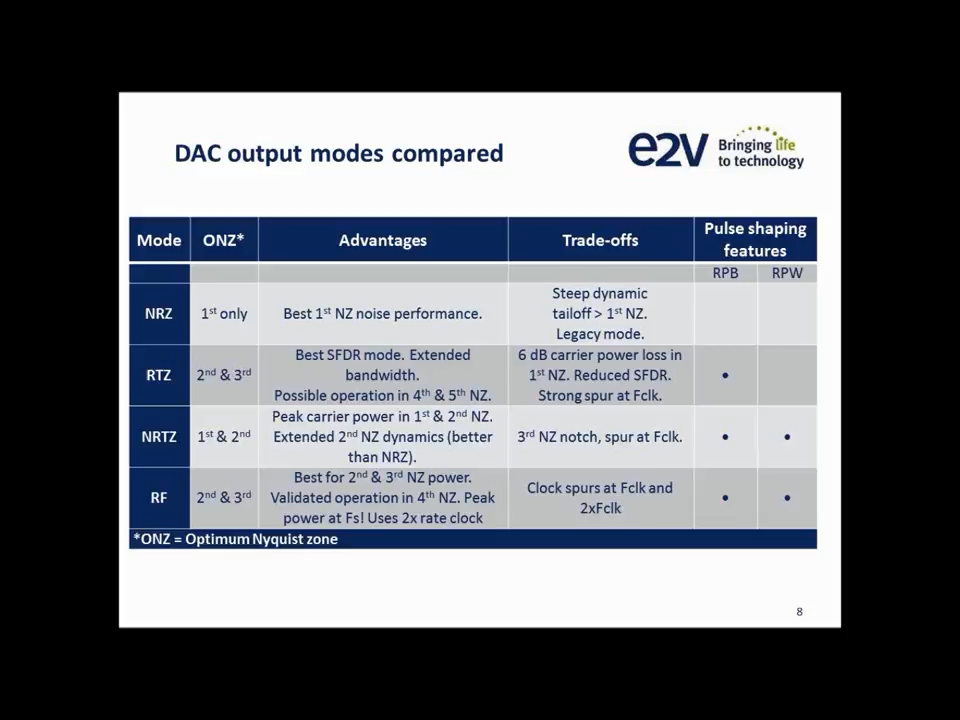 DAC output modes compared
e2v Bringing life
to technology
Mode ONZ* Advantages Trade-offs Pulse shaping
features
RPB RPW
NRZ 1st only Best 1st NZ noise performance. Steep dynamic
tailoff > 1st NZ.
Legacy mode.
RTZ 2nd & 3rd Best SFDR mode. Extended
bandwidth.
Possible operation in 4th & 5th NZ. 6 dB carrier power loss in
1st NZ. Reduced SFDR.
Strong spur at Fclk. •
NRTZ 1st & 2nd Peak carrier power in 1st & 2nd NZ.
Extended 2nd NZ dynamics (better
than NRZ). 3rd NZ notch, spur at Fclk. • •
RF 2nd & 3rd Best for 2nd & 3rd NZ power.
Validated operation in 4th NZ. Peak
power at Fs! Uses 2x rate clock Clock spurs at Fclk and
2xFclk • •
*ONZ = Optimum Nyquist zone
8